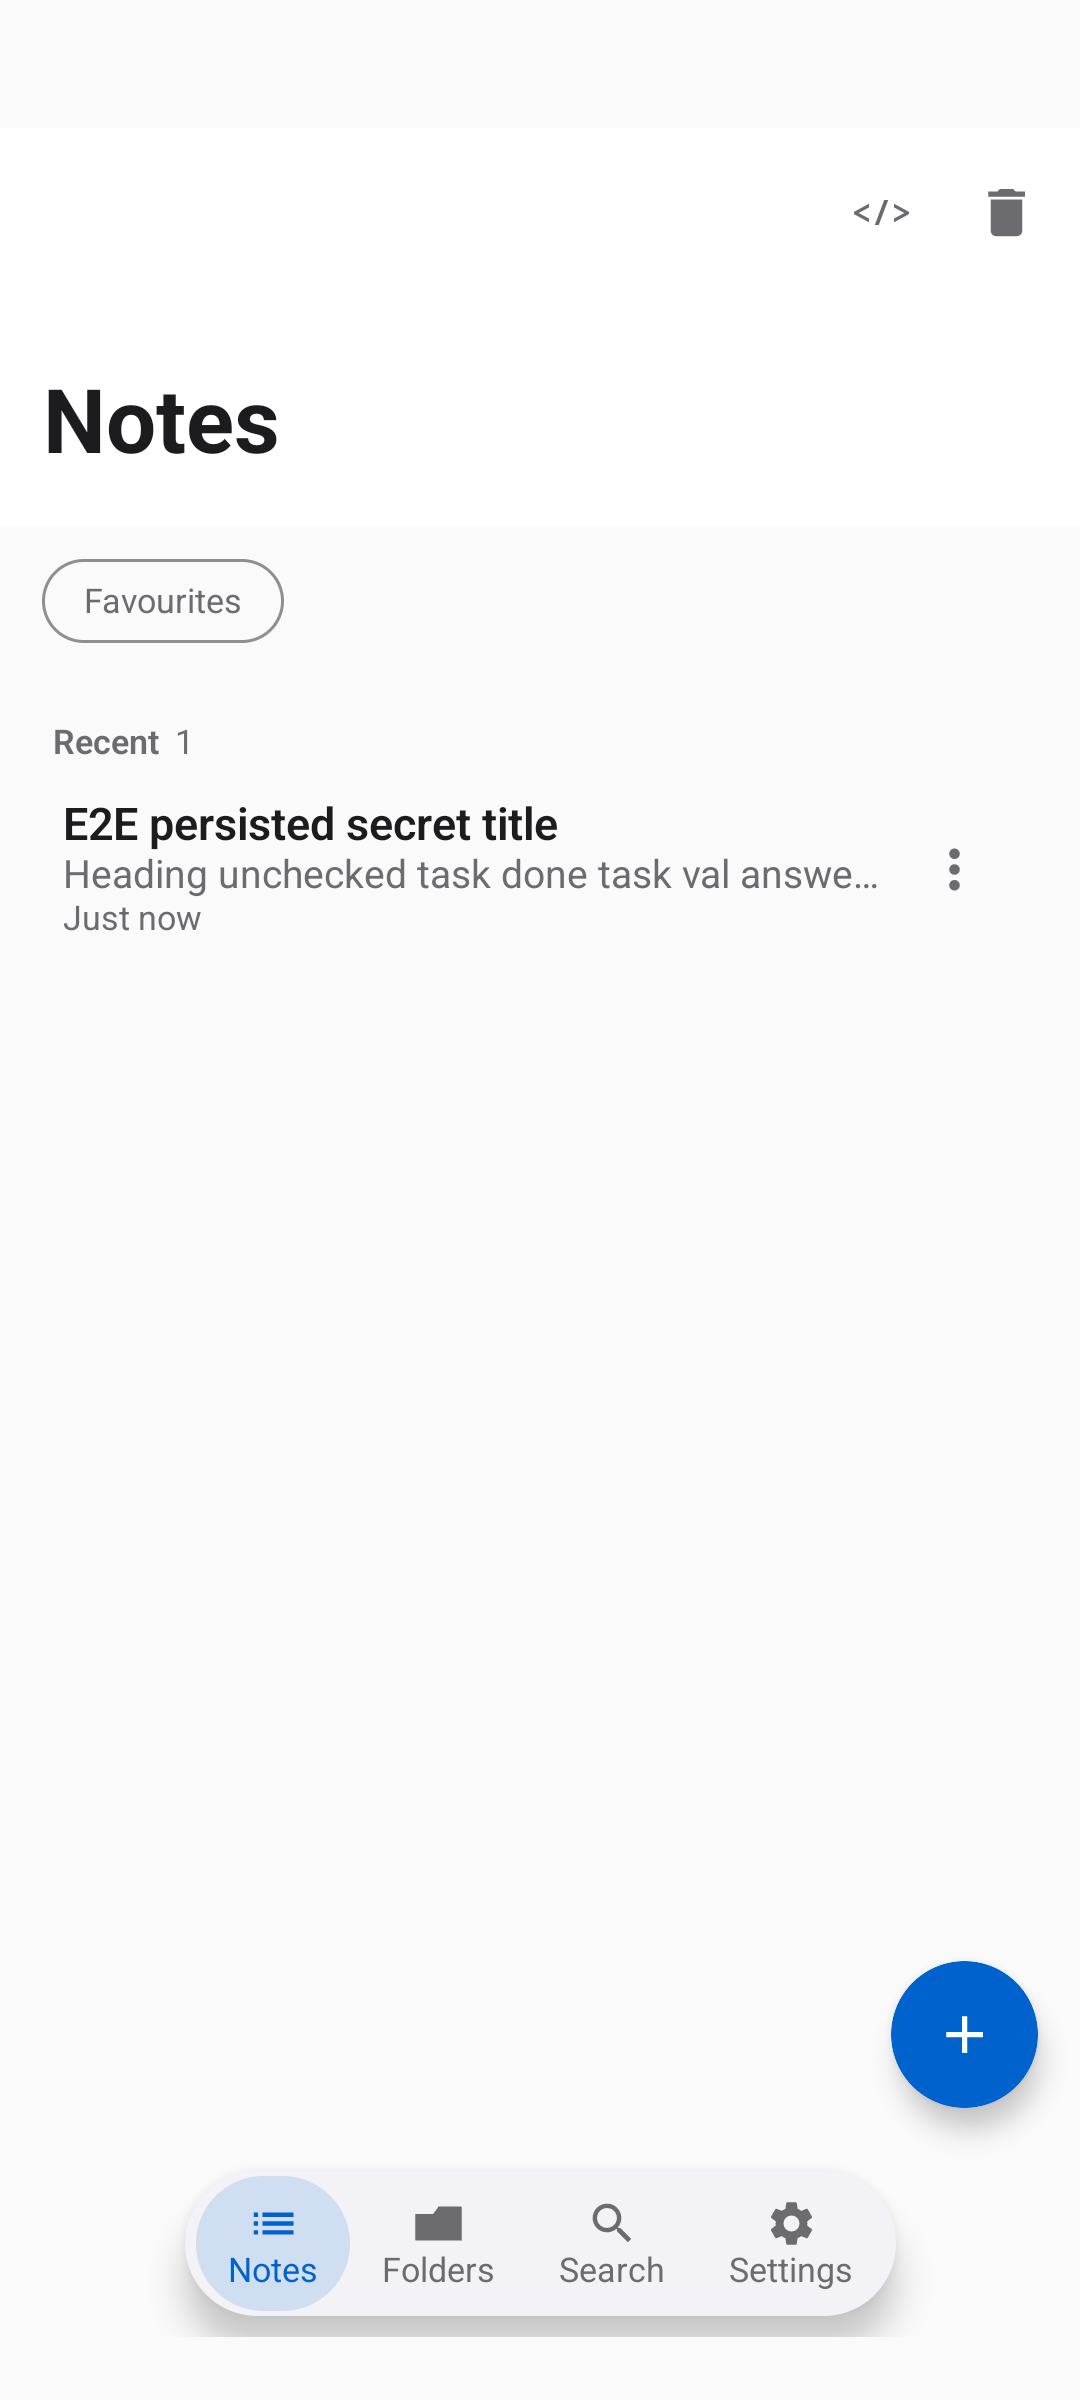 </>
Notes
Favourites
Recent 1
E2E persisted secret title
Heading unchecked task done task val answe…
Just now
Notes
Folders
Search
Settings